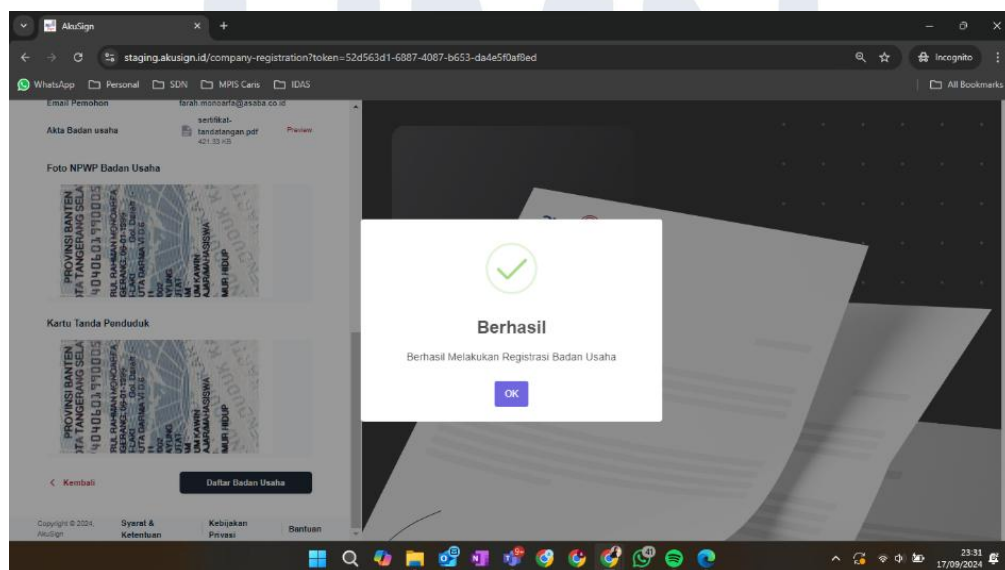 AkuSign
staging.akusign.id/company-registration?token=52d563d1-6887-4087-b653-da4e5f0af8ed
Incognito
WhatsApp Personal SDN MPIS Caris IDAS
All Bookmarks
Email Pemohon farah.monoarfa@asaba.co.id
Akta Badan usaha sertifikat-tandatangan.pdf Preview
421.33 KB
Foto NPWP Badan Usaha
PROVINSI BANTEN
Kartu Tanda Penduduk
PROVINSI BANTEN
Kembali
Daftar Badan Usaha
Copyright © 2024, AkuSign
Syarat & Ketentuan
Kebijakan Privasi
Bantuan
Berhasil
Berhasil Melakukan Registrasi Badan Usaha
OK
23:31
17/09/2024